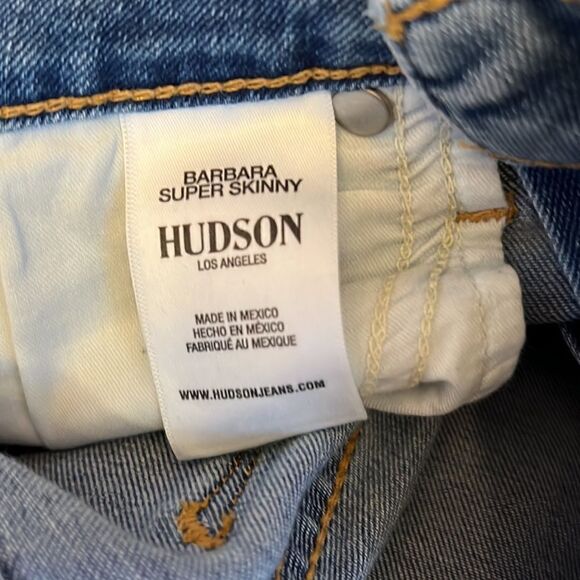 BARBARA
SUPER SKINNY
HUDSON
LOS ANGELES
MADE IN MEXICO
HECHO EN MÉXICO
FABRIQUÉ AU MEXIQUE
WWW.HUDSONJEANS.COM